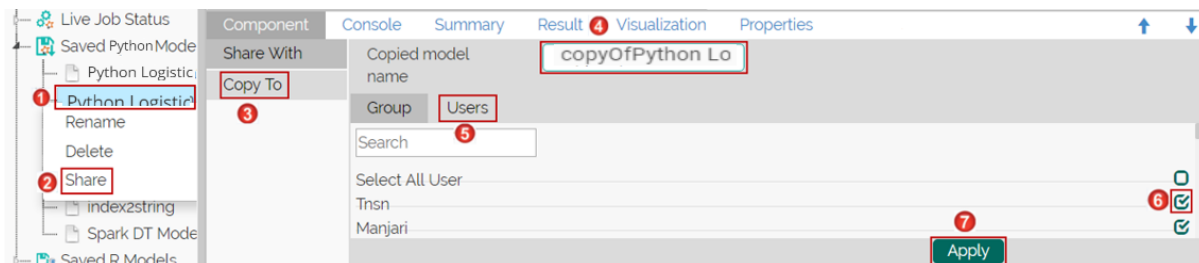 Live Job Status
Saved Python Mode
Python Logistic
1 Python Logistic
Rename
Delete
2 Share
index2string
Spark DT Mode
Saved R Models
Component Console Summary Result 4 Visualization Properties
Share With
Copy To
3
Copied model
name
copyOfPython Lo
Group Users
5
Search
Select All User
Tnsn 6
Manjari
7
Apply